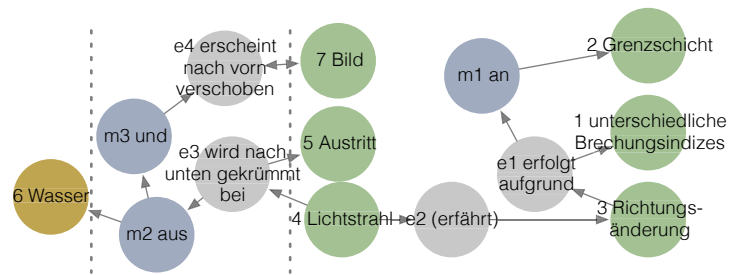 e4 erscheint
nach vorn
verschoben
7 Bild
2 Grenzschicht
m1 an
m3 und
5 Austritt
1 unterschiedliche
Brechungsindizes
e3 wird nach
unten gekrümmt
bei
e1 erfolgt
aufgrund
6 Wasser
m2 aus
4 Lichtstrahl
e2 (erfährt)
3 Richtungs-
änderung